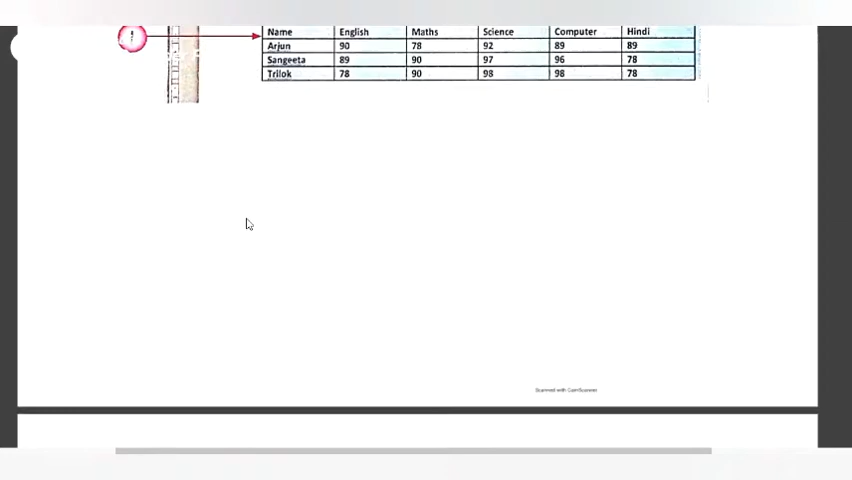 Name English Maths Science Computer Hindi
Arjun 90 78 92 89 89
Sangeeta 89 90 97 96 78
Trilok 78 90 98 98 78
Scanned with CamScanner